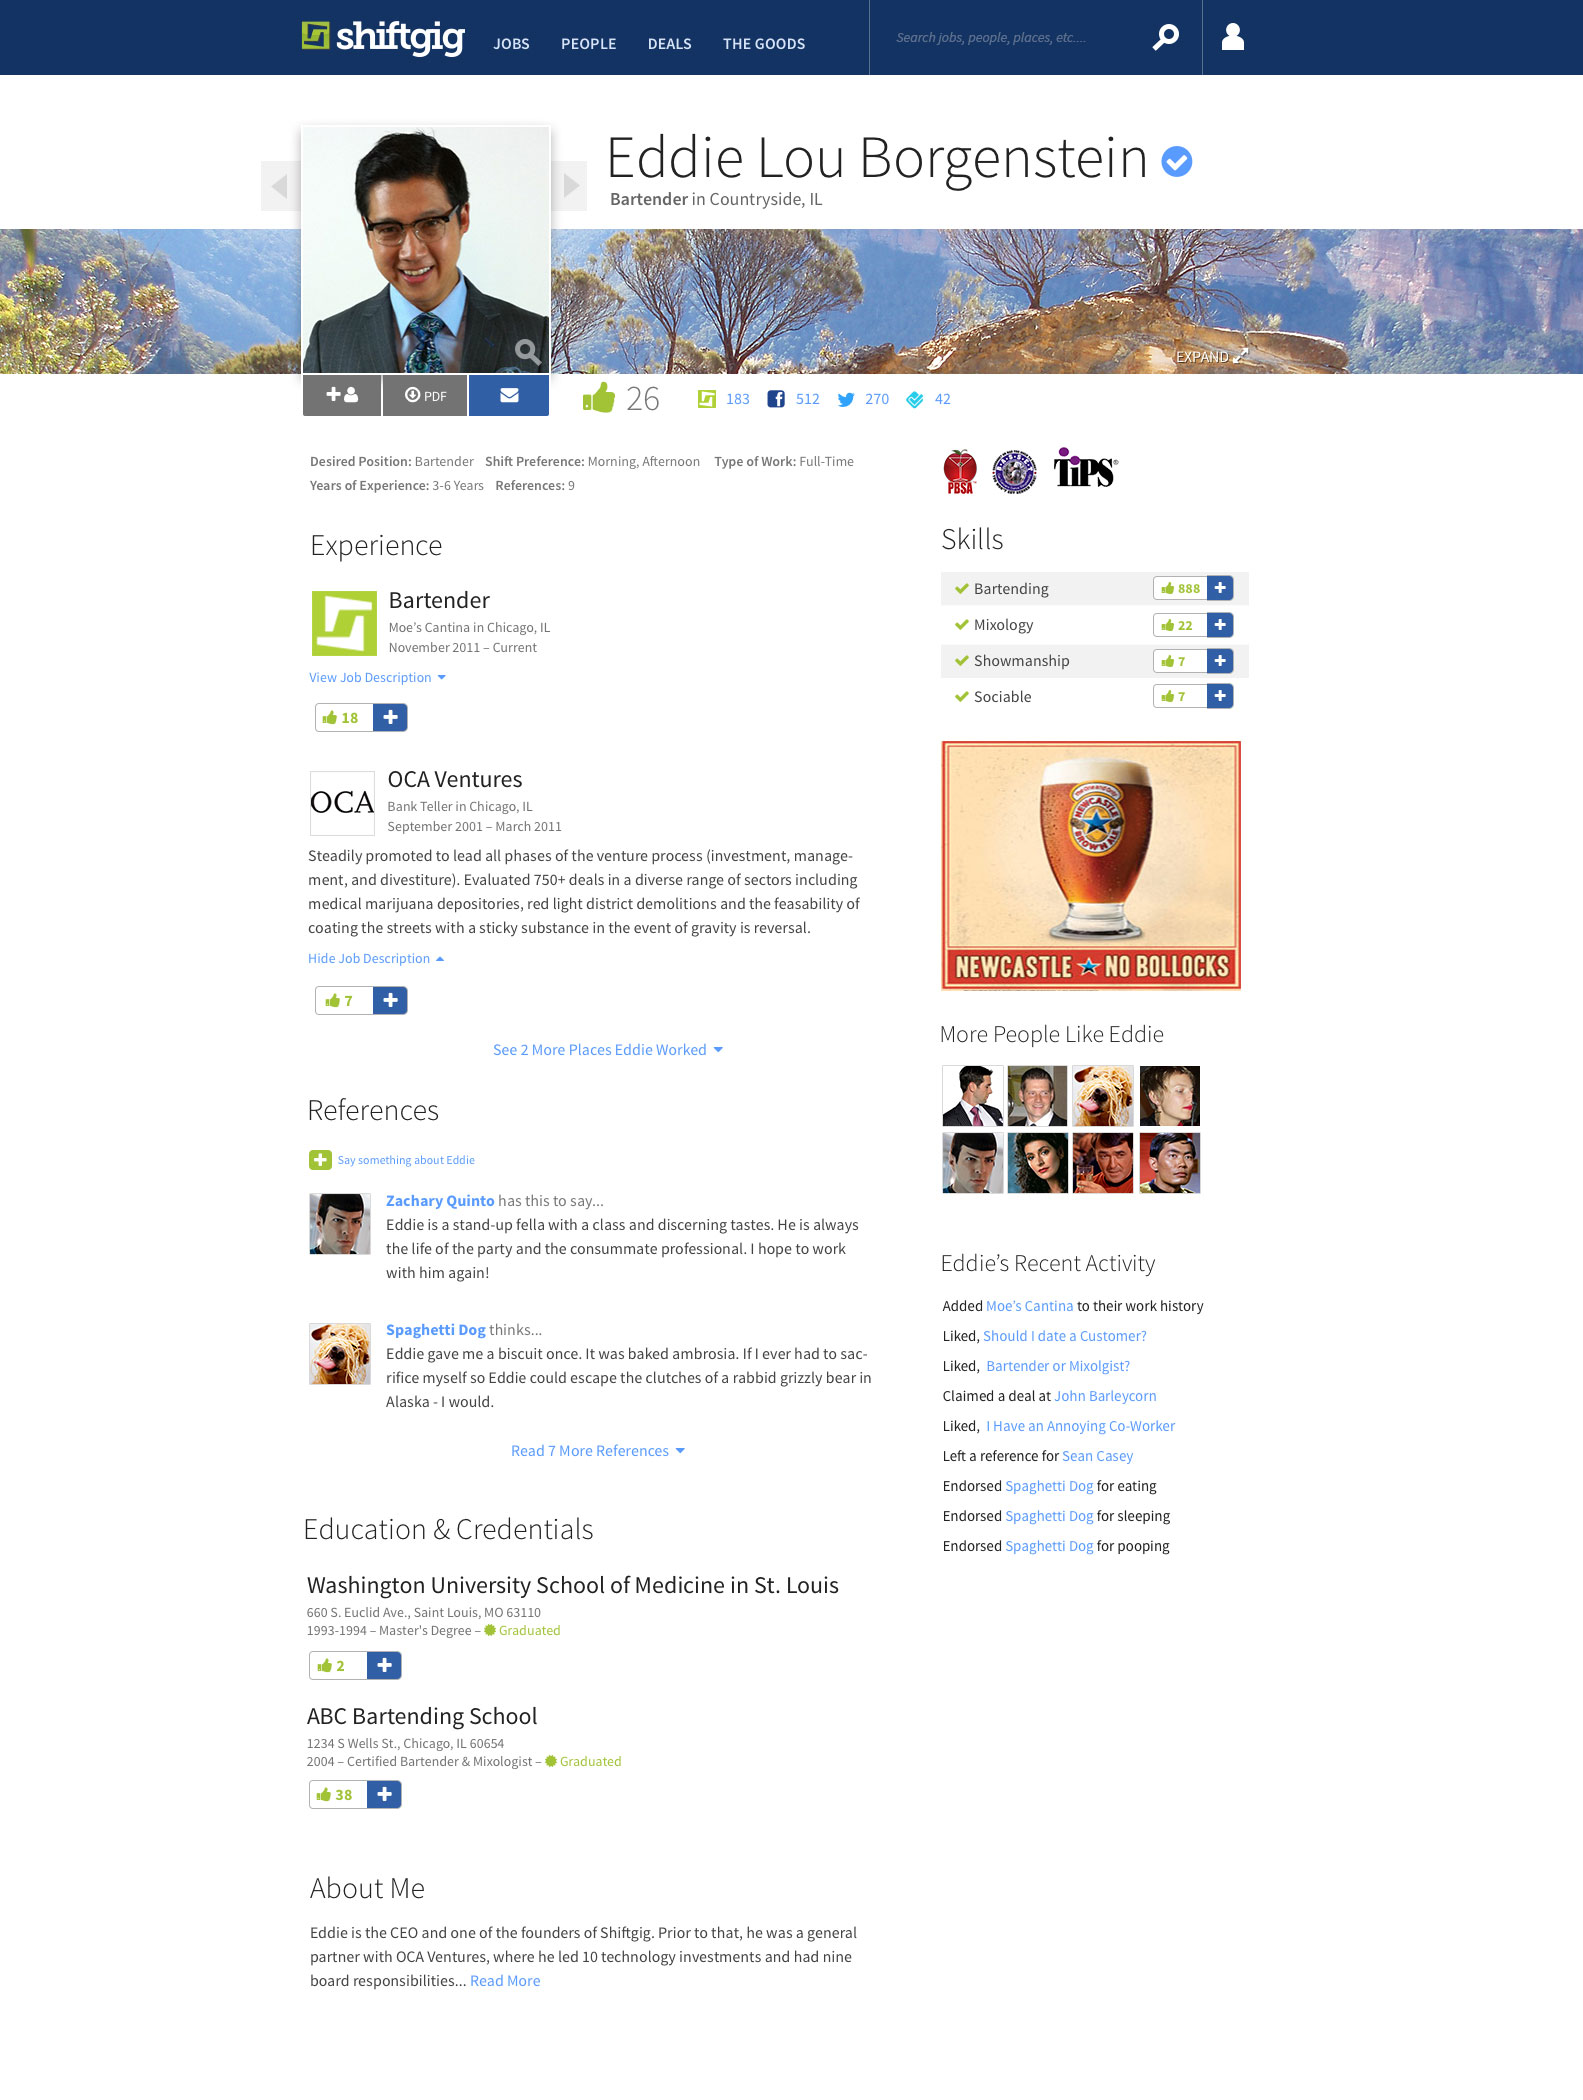 shiftgig
JOBS PEOPLE DEALS THE GOODS
Search jobs, people, places, etc....
Eddie Lou Borgenstein
Bartender in Countryside, IL
EXPAND
PDF
26
183 512 270 42
Desired Position: Bartender Shift Preference: Morning, Afternoon Type of Work: Full-Time
Years of Experience: 3-6 Years References: 9
Experience
Bartender
Moe's Cantina in Chicago, IL
November 2011 – Current
View Job Description
18
OCA
OCA Ventures
Bank Teller in Chicago, IL
September 2001 – March 2011
Steadily promoted to lead all phases of the venture process (investment, manage-
ment, and divestiture). Evaluated 750+ deals in a diverse range of sectors including
medical marijuana depositories, red light district demolitions and the feasability of
coating the streets with a sticky substance in the event of gravity is reversal.
Hide Job Description
7
See 2 More Places Eddie Worked
References
Say something about Eddie
Zachary Quinto has this to say...
Eddie is a stand-up fella with a class and discerning tastes. He is always
the life of the party and the consummate professional. I hope to work
with him again!
Spaghetti Dog thinks...
Eddie gave me a biscuit once. It was baked ambrosia. If I ever had to sac-
rifice myself so Eddie could escape the clutches of a rabbid grizzly bear in
Alaska - I would.
Read 7 More References
Education & Credentials
Washington University School of Medicine in St. Louis
660 S. Euclid Ave., Saint Louis, MO 63110
1993-1994 – Master's Degree – Graduated
2
ABC Bartending School
1234 S Wells St., Chicago, IL 60654
2004 – Certified Bartender & Mixologist – Graduated
38
About Me
Eddie is the CEO and one of the founders of Shiftgig. Prior to that, he was a general
partner with OCA Ventures, where he led 10 technology investments and had nine
board responsibilities... Read More
PBSA
TiPS®
Skills
Bartending 888
Mixology 22
Showmanship 7
Sociable 7
The One and Only
NEWCASTLE
BROWN ALE
NEWCASTLE NO BOLLOCKS
More People Like Eddie
Eddie's Recent Activity
Added Moe's Cantina to their work history
Liked, Should I date a Customer?
Liked, Bartender or Mixolgist?
Claimed a deal at John Barleycorn
Liked, I Have an Annoying Co-Worker
Left a reference for Sean Casey
Endorsed Spaghetti Dog for eating
Endorsed Spaghetti Dog for sleeping
Endorsed Spaghetti Dog for pooping